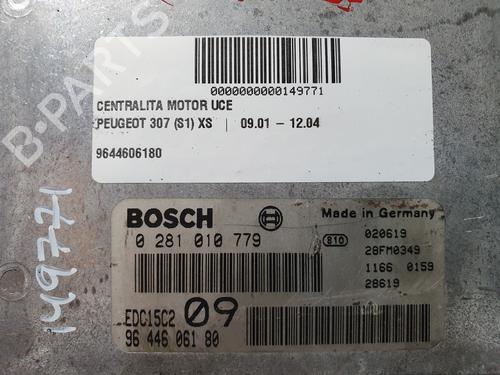 B-PARTS
0000000000149771
CENTRALITA MOTOR UCE
PEUGEOT 307 (S1) XS | 09.01 – 12.04
9644606180
149771
BOSCH
Made in Germany
0 281 010 779
810
020619
28FM0349
1166 0159
28619
EDC15C2 09
96 446 061 80